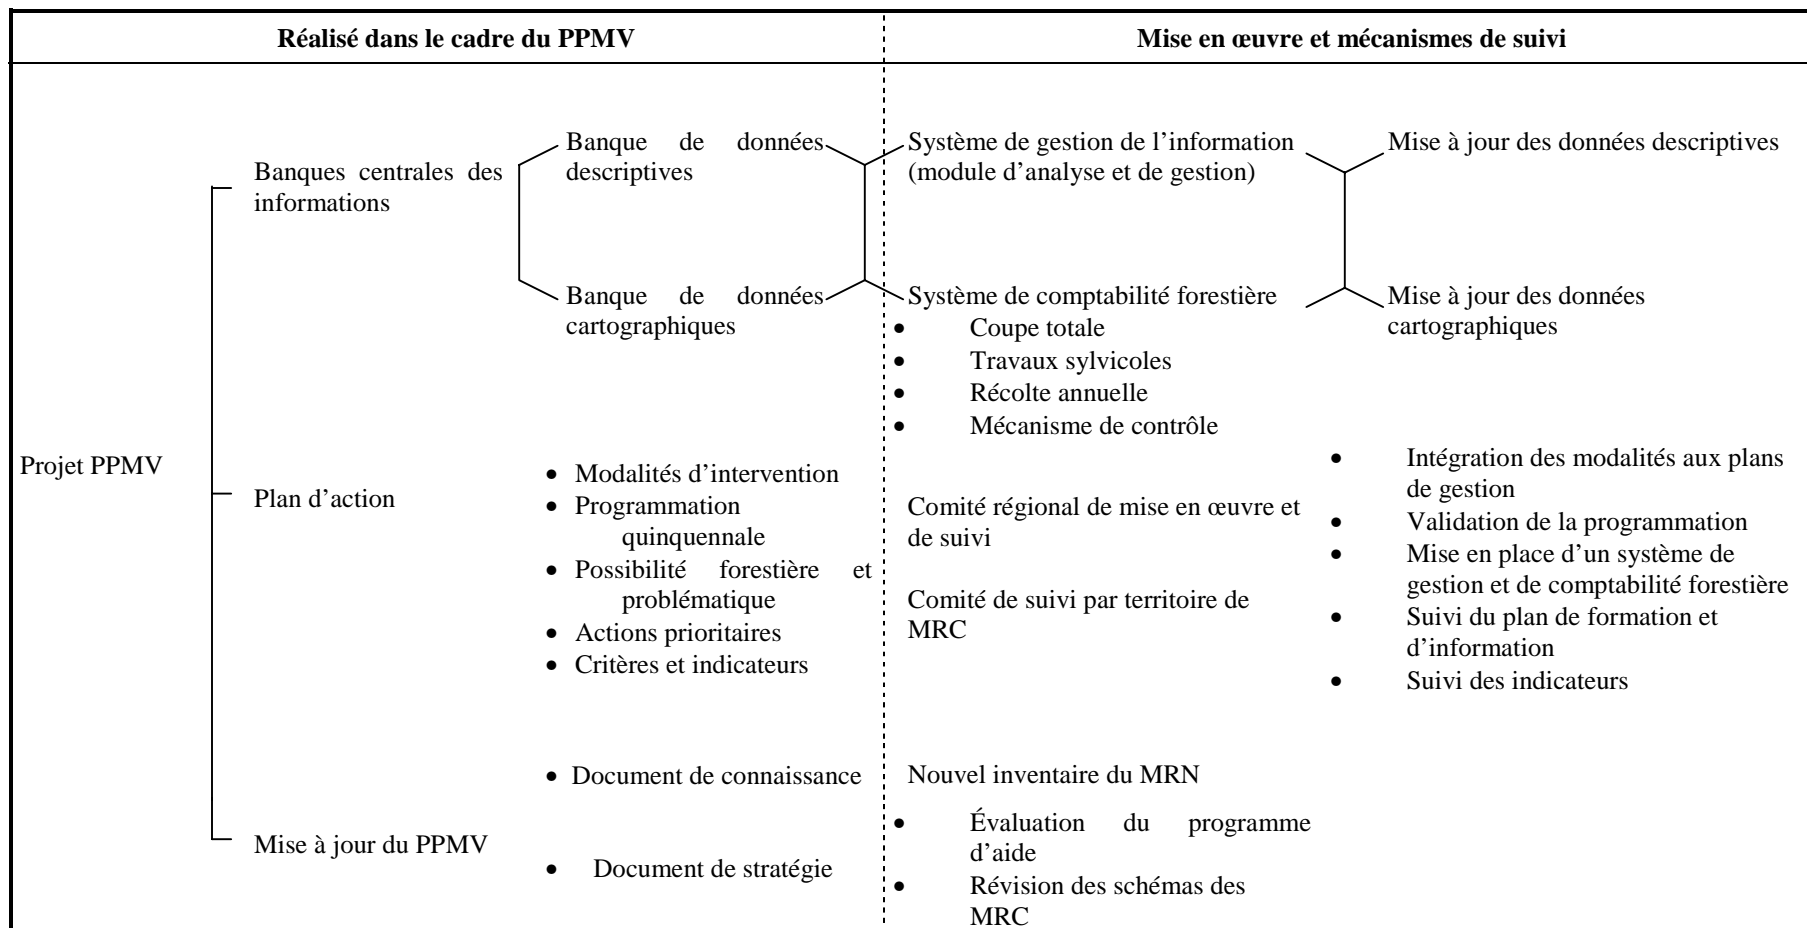 Réalisé dans le cadre du PPMV
Mise en œuvre et mécanismes de suivi
Projet PPMV
Banques centrales des
informations
Banque de données
descriptives
Banque de données
cartographiques
Système de gestion de l’information
(module d’analyse et de gestion)
Système de comptabilité forestière
• Coupe totale
• Travaux sylvicoles
• Récolte annuelle
• Mécanisme de contrôle
Mise à jour des données descriptives
Mise à jour des données
cartographiques
Plan d’action
• Modalités d’intervention
• Programmation
quinquennale
• Possibilité forestière et
problématique
• Actions prioritaires
• Critères et indicateurs
Comité régional de mise en œuvre et
de suivi
Comité de suivi par territoire de
MRC
• Intégration des modalités aux plans
de gestion
• Validation de la programmation
• Mise en place d’un système de
gestion et de comptabilité forestière
• Suivi du plan de formation et
d’information
• Suivi des indicateurs
Mise à jour du PPMV
• Document de connaissance
• Document de stratégie
Nouvel inventaire du MRN
• Évaluation du programme
d’aide
• Révision des schémas des
MRC